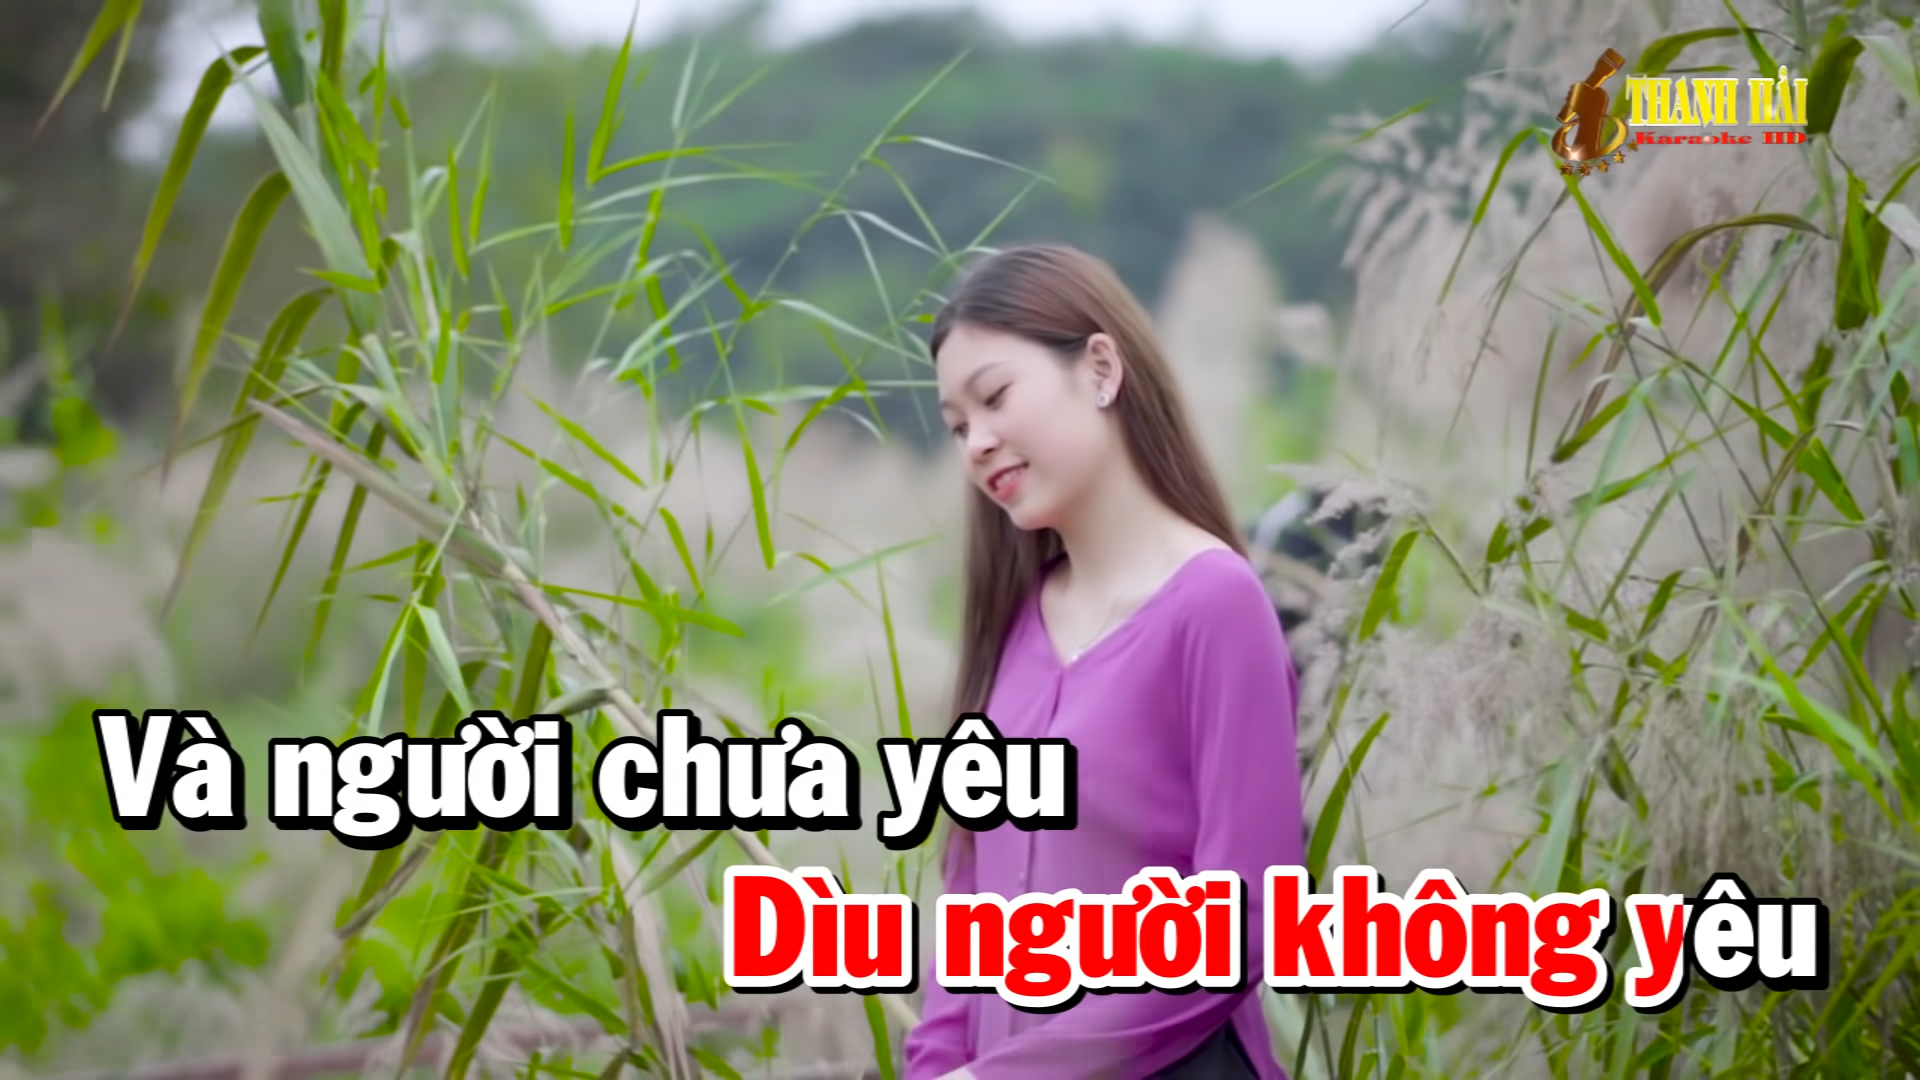 THANH HẢI
Karaoke HD
Và người chưa yêu
Dìu người không yêu